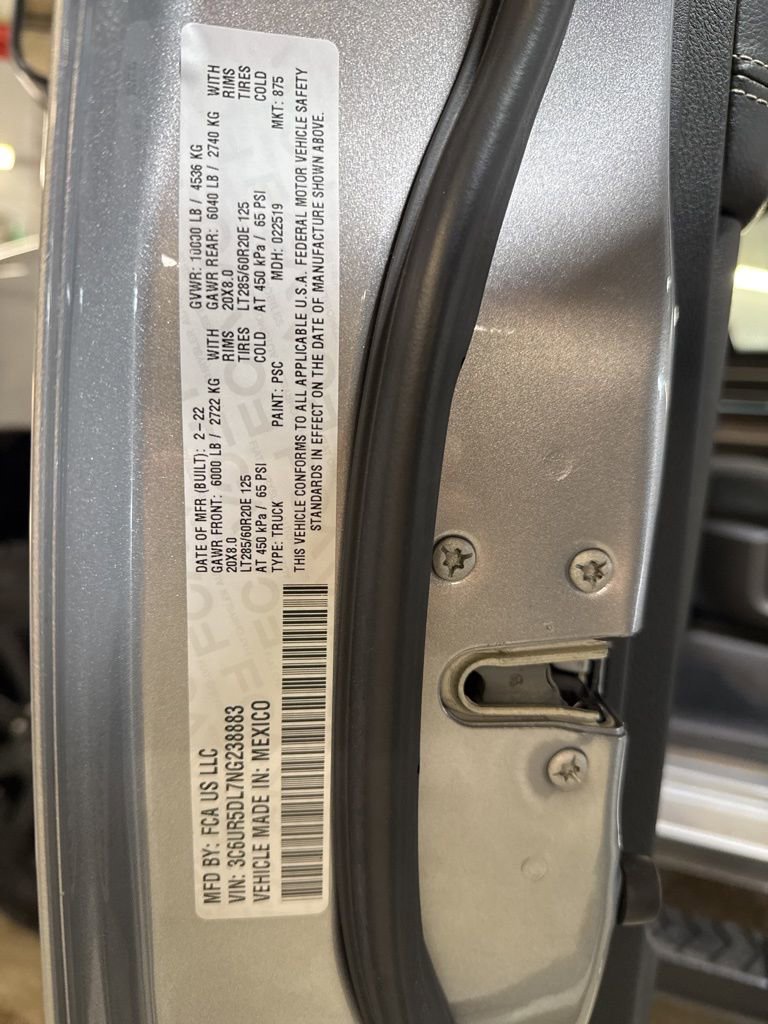 MFD BY: FCA US LLC
VIN: 3C6UR5DL7NG238883
VEHICLE MADE IN: MEXICO
DATE OF MFR (BUILT): 2-22 GVWR: 10000 LB / 4536 KG
GAWR FRONT: 6000 LB / 2722 KG WITH GAWR REAR: 6040 LB / 2740 KG WITH
20X8.0 RIMS 20X8.0 RIMS
LT285/60R20E 125 TIRES LT285/60R20E 125 TIRES
AT 450 kPa / 65 PSI COLD AT 450 kPa / 65 PSI COLD
TYPE: TRUCK PAINT: PSC MDH: 022519 MKT: 875
THIS VEHICLE CONFORMS TO ALL APPLICABLE U.S.A. FEDERAL MOTOR VEHICLE SAFETY
STANDARDS IN EFFECT ON THE DATE OF MANUFACTURE SHOWN ABOVE.